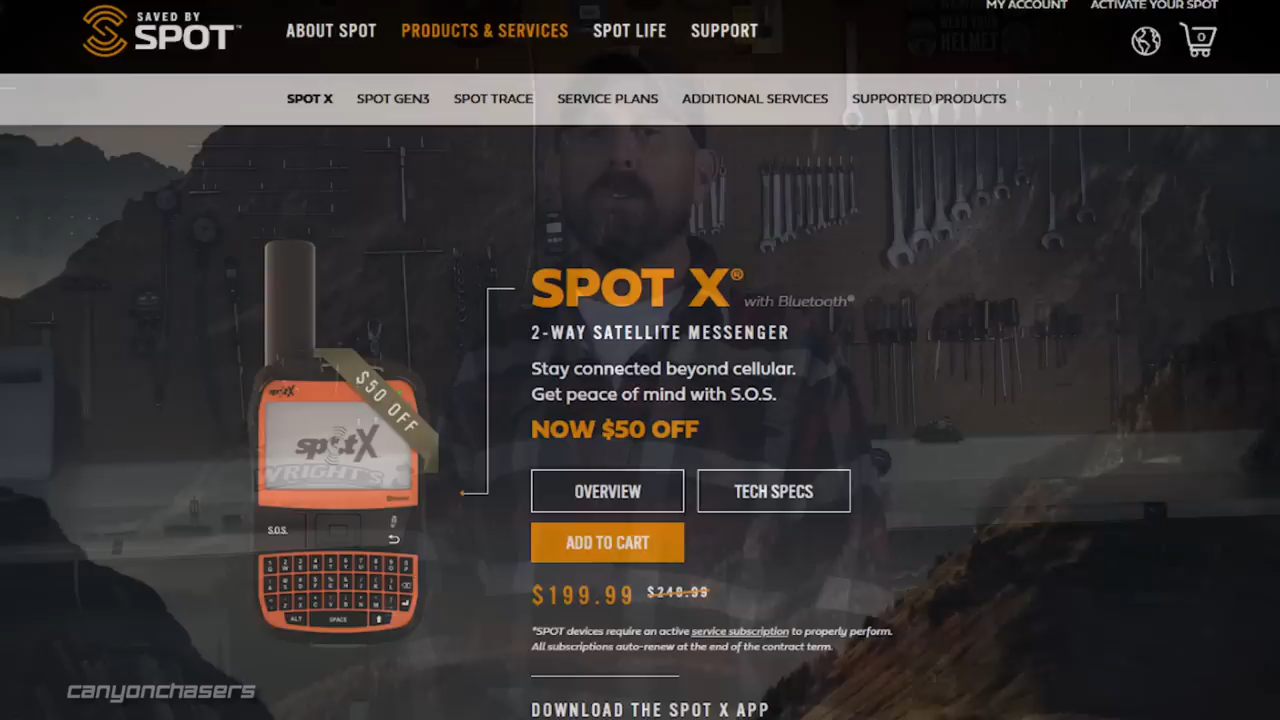 MY ACCOUNT ACTIVATE YOUR SPOT
SAVED BY
SPOT™
ABOUT SPOT PRODUCTS & SERVICES SPOT LIFE SUPPORT
HELMET
0
SPOT X SPOT GEN3 SPOT TRACE SERVICE PLANS ADDITIONAL SERVICES SUPPORTED PRODUCTS
SPOT X® with Bluetooth®
2-WAY SATELLITE MESSENGER
Stay connected beyond cellular.
Get peace of mind with S.O.S.
NOW $50 OFF
$50 OFF
spotX
spotX
WRIGHT'S
OVERVIEW TECH SPECS
S.O.S.
ADD TO CART
ALT SPACE
$199.99 $249.99
*SPOT devices require an active service subscription to properly perform.
All subscriptions auto-renew at the end of the contract term.
canyonchasers
DOWNLOAD THE SPOT X APP